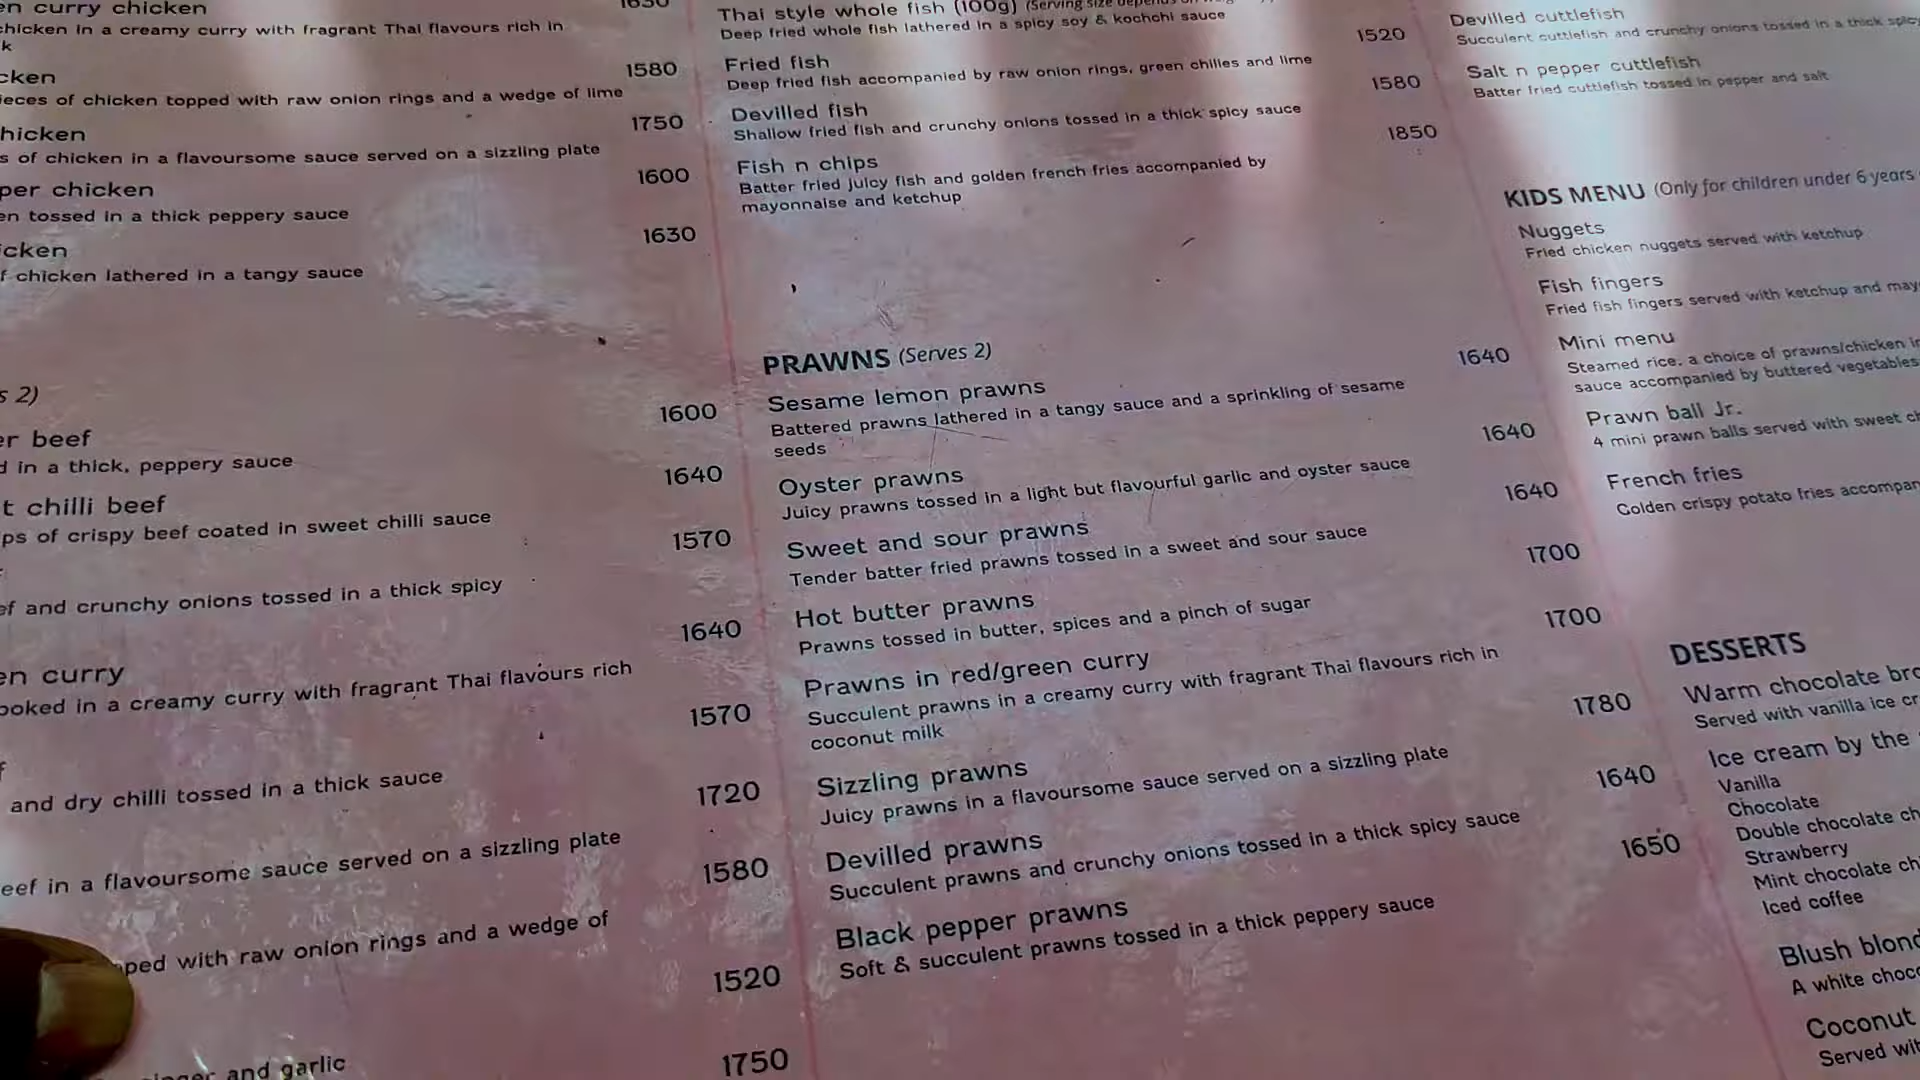 en curry chicken
chicken in a creamy curry with fragrant Thai flavours rich in
k
cken
1580
ieces of chicken topped with raw onion rings and a wedge of lime
hicken
1750
s of chicken in a flavoursome sauce served on a sizzling plate
per chicken
1600
en tossed in a thick peppery sauce
icken
1630
f chicken lathered in a tangy sauce
s 2)
1600
er beef
d in a thick, peppery sauce
1640
t chilli beef
ps of crispy beef coated in sweet chilli sauce
1570
ef and crunchy onions tossed in a thick spicy
1640
en curry
ooked in a creamy curry with fragrant Thai flavours rich
1570
f
and dry chilli tossed in a thick sauce
1720
eef in a flavoursome sauce served on a sizzling plate
1580
pped with raw onion rings and a wedge of
1520
and garlic
1750
Thai style whole fish (100g)
Deep fried whole fish lathered in a spicy soy & kochchi sauce
Fried fish
1520
Deep fried fish accompanied by raw onion rings, green chilles and lime
Devilled fish
1580
Shallow fried fish and crunchy onions tossed in a thick spicy sauce
Fish n chips
1850
Batter fried juicy fish and golden french fries accompanied by
mayonnaise and ketchup
PRAWNS (Serves 2)
Sesame lemon prawns
1640
Battered prawns lathered in a tangy sauce and a sprinkling of sesame
seeds
Oyster prawns
1640
Juicy prawns tossed in a light but flavourful garlic and oyster sauce
Sweet and sour prawns
1640
Tender batter fried prawns tossed in a sweet and sour sauce
Hot butter prawns
1700
Prawns tossed in butter, spices and a pinch of sugar
Prawns in red/green curry
1700
Succulent prawns in a creamy curry with fragrant Thai flavours rich in
coconut milk
Sizzling prawns
1780
Juicy prawns in a flavoursome sauce served on a sizzling plate
Devilled prawns
1640
Succulent prawns and crunchy onions tossed in a thick spicy sauce
Black pepper prawns
1650
Soft & succulent prawns tossed in a thick peppery sauce
Devilled cuttlefish
Succulent cuttlefish and crunchy onions tossed in a thick spicy
Salt n pepper cuttlefish
Batter fried cuttlefish tossed in pepper and salt
KIDS MENU (Only for children under 6 years
Nuggets
Fried chicken nuggets served with ketchup
Fish fingers
Fried fish fingers served with ketchup and may
Mini menu
Steamed rice, a choice of prawns/chicken in
sauce accompanied by buttered vegetables
Prawn ball Jr.
4 mini prawn balls served with sweet ch
French fries
Golden crispy potato fries accompan
DESSERTS
Warm chocolate bro
Served with vanilla ice cr
Ice cream by the
Vanilla
Chocolate
Double chocolate ch
Strawberry
Mint chocolate ch
Iced coffee
Blush blond
A white choco
Coconut
Served wit